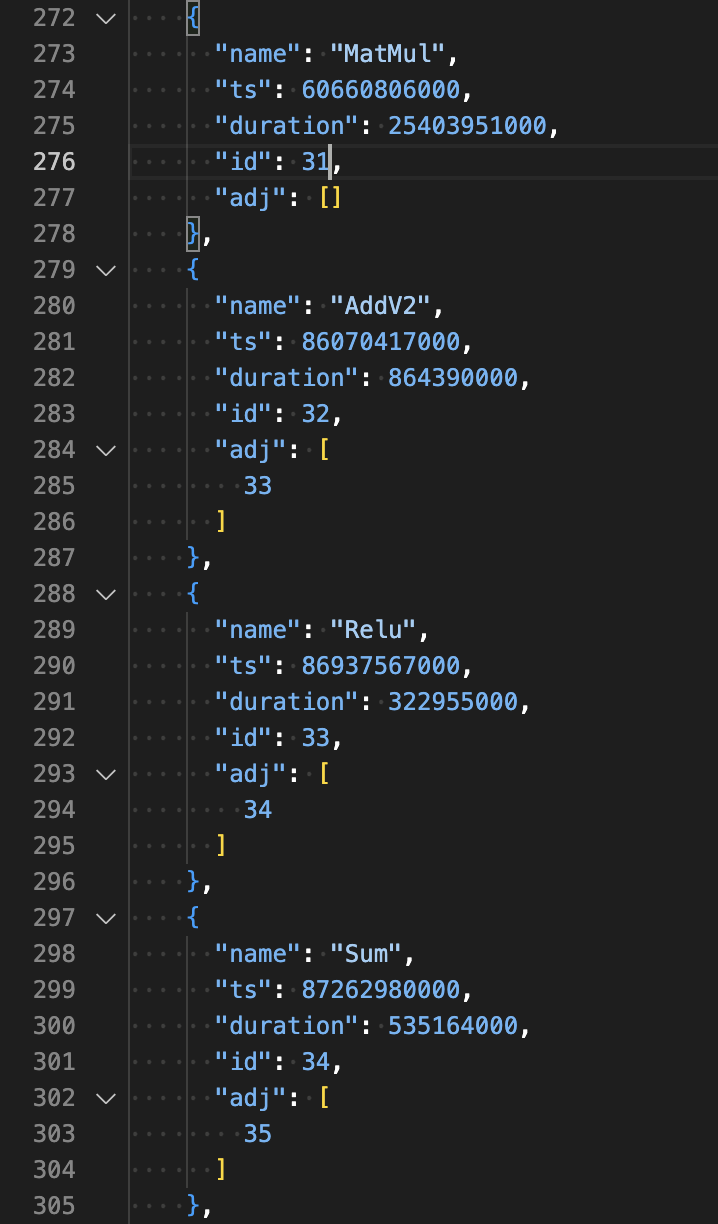 272 {
273 "name": "MatMul",
274 "ts": 60660806000,
275 "duration": 25403951000,
276 "id": 31,
277 "adj": []
278 },
279 {
280 "name": "AddV2",
281 "ts": 86070417000,
282 "duration": 864390000,
283 "id": 32,
284 "adj": [
285 33
286 ]
287 },
288 {
289 "name": "Relu",
290 "ts": 86937567000,
291 "duration": 322955000,
292 "id": 33,
293 "adj": [
294 34
295 ]
296 },
297 {
298 "name": "Sum",
299 "ts": 87262980000,
300 "duration": 535164000,
301 "id": 34,
302 "adj": [
303 35
304 ]
305 },